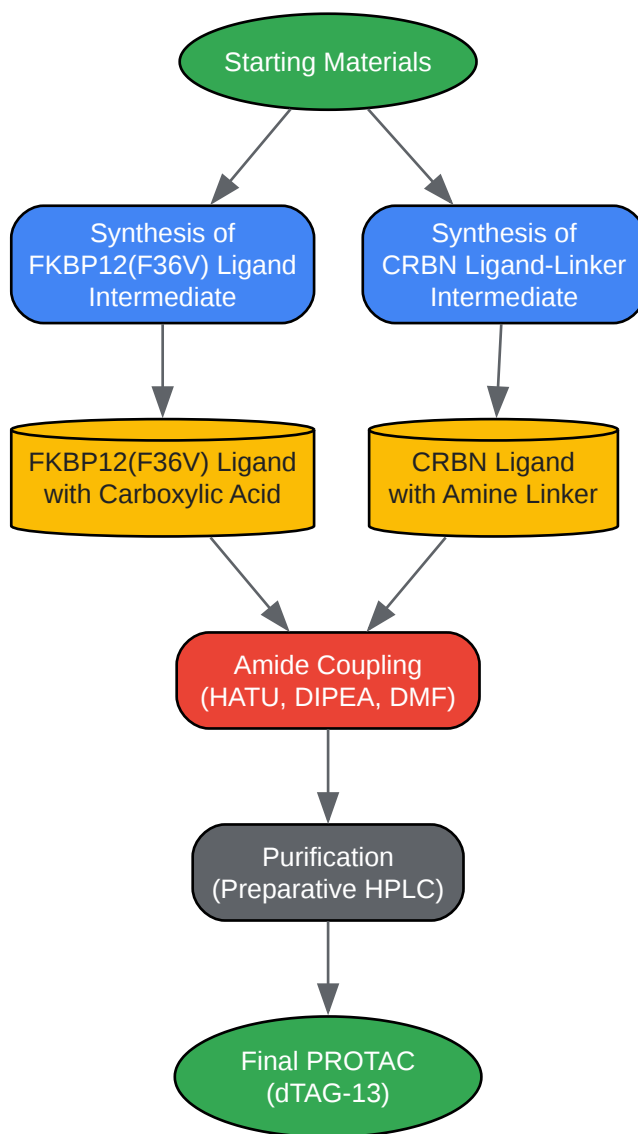 Starting Materials
Synthesis of
FKBP12(F36V) Ligand
Intermediate
Synthesis of
CRBN Ligand-Linker
Intermediate
FKBP12(F36V) Ligand
with Carboxylic Acid
CRBN Ligand
with Amine Linker
Amide Coupling
(HATU, DIPEA, DMF)
Purification
(Preparative HPLC)
Final PROTAC
(dTAG-13)